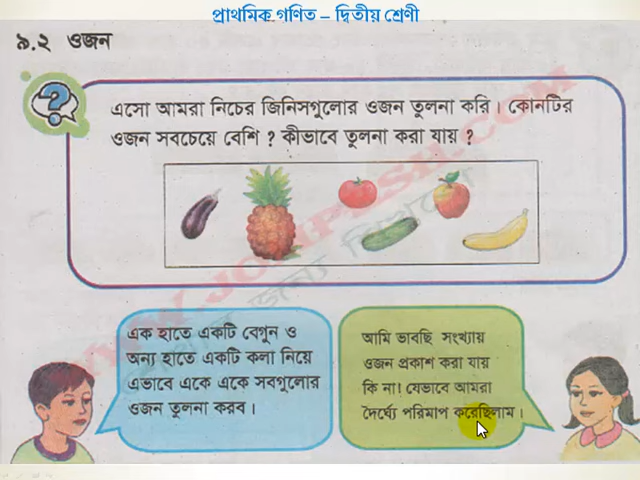 প্রাথমিক গণিত – দ্বিতীয় শ্রেণী
৯.২ ওজন
এসো আমরা নিচের জিনিসগুলোর ওজন তুলনা করি। কোনটির
ওজন সবচেয়ে বেশি ? কীভাবে তুলনা করা যায় ?
এক হাতে একটি বেগুন ও
অন্য হাতে একটি কলা নিয়ে
এভাবে একে একে সবগুলোর
ওজন তুলনা করব।
আমি ভাবছি সংখ্যায়
ওজন প্রকাশ করা যায়
কি না! যেভাবে আমরা
দৈর্ঘ্যে পরিমাপ করেছিলাম।